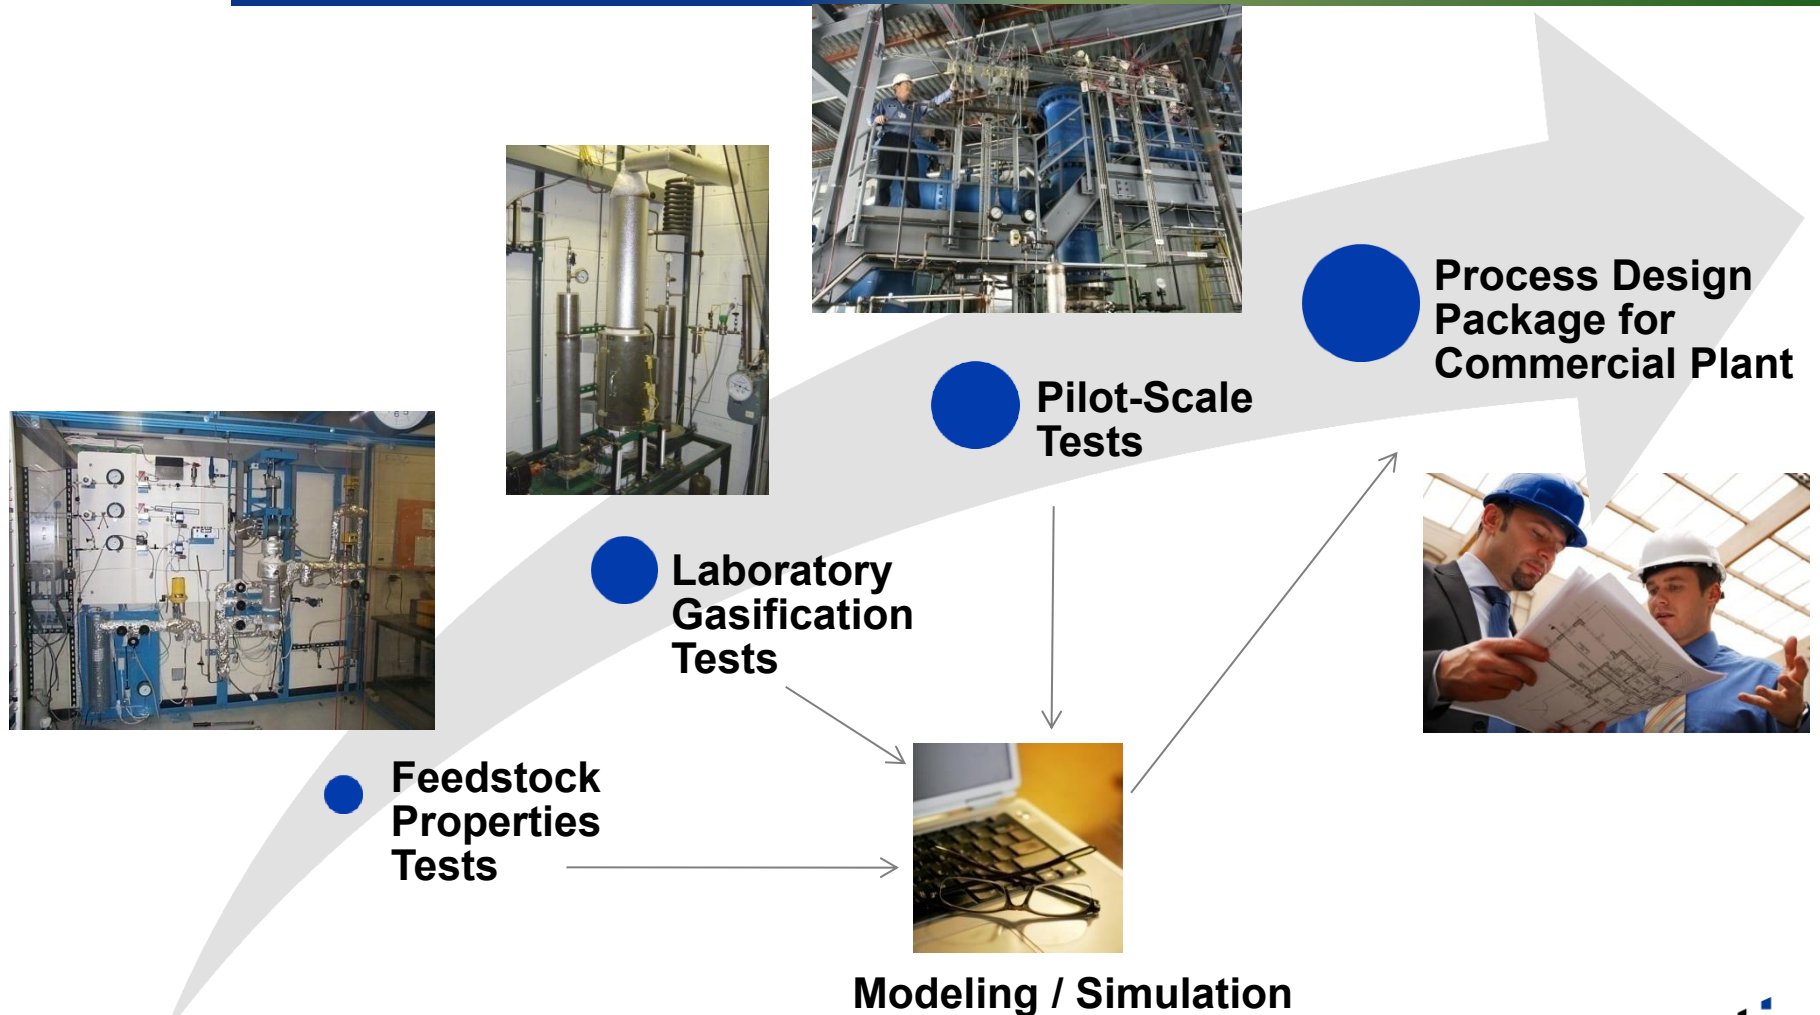 Process Design
Package for
Commercial Plant
Pilot-Scale
Tests
Laboratory
Gasification
Tests
Feedstock
Properties
Tests
Modeling / Simulation